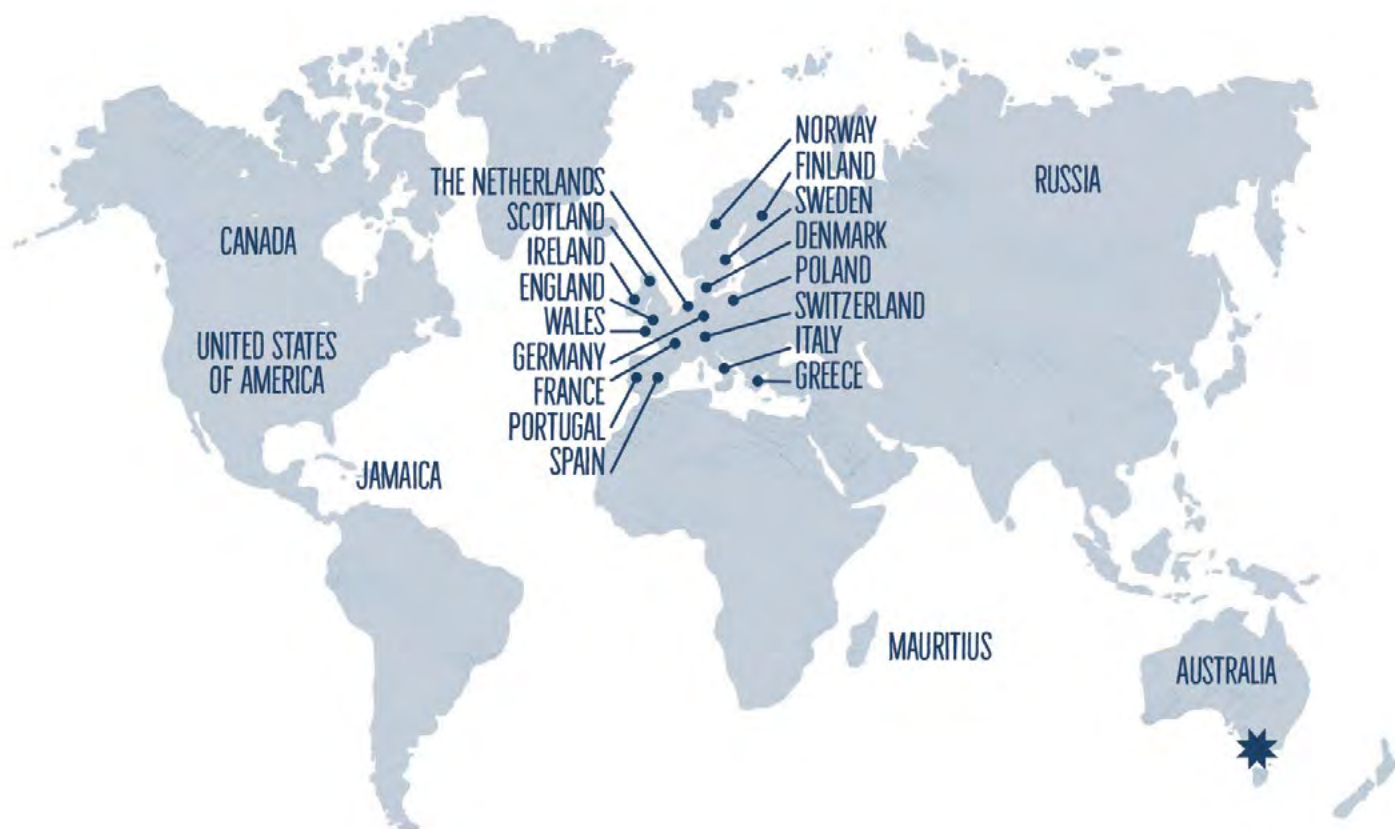 NORWAY
FINLAND
SWEDEN
DENMARK
POLAND
SWITZERLAND
ITALY
GREECE
THE NETHERLANDS
SCOTLAND
IRELAND
ENGLAND
WALES
GERMANY
FRANCE
PORTUGAL
SPAIN
RUSSIA
CANADA
UNITED STATES
OF AMERICA
JAMAICA
MAURITIUS
AUSTRALIA